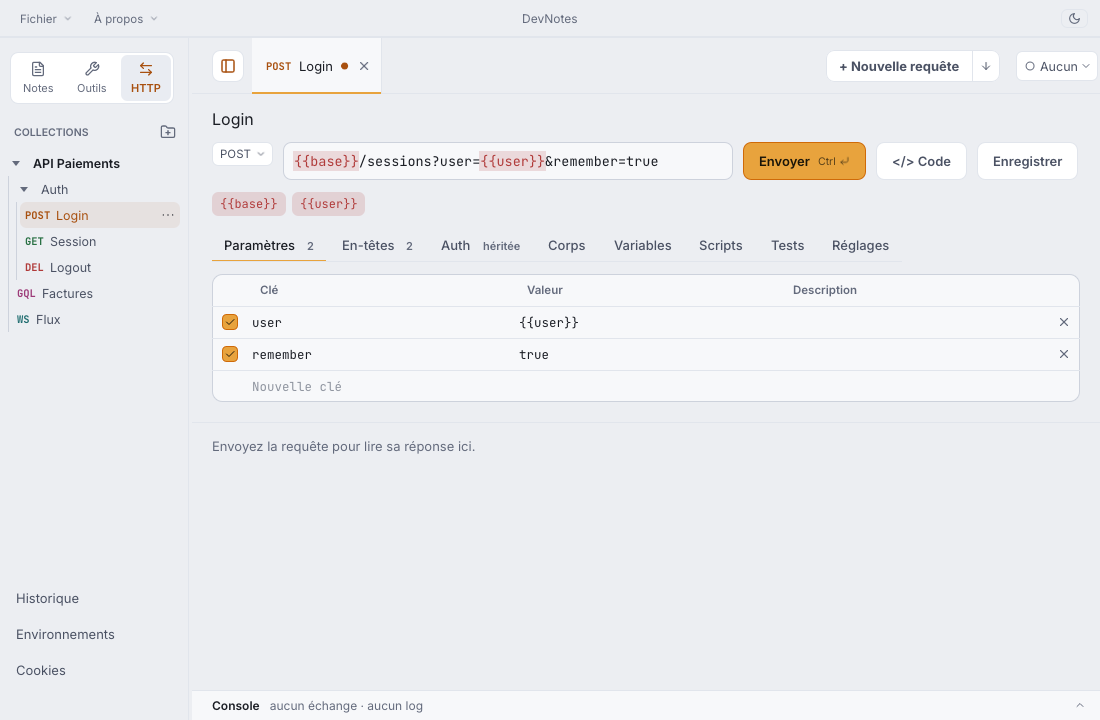 Fichier À propos DevNotes
Notes Outils HTTP
POST Login
+ Nouvelle requête Aucun
COLLECTIONS
API Paiements
Auth
POST Login ...
GET Session
DEL Logout
GQL Factures
WS Flux
Historique
Environnements
Cookies
Login
POST {{base}}/sessions?user={{user}}&remember=true Envoyer Ctrl ↵ </> Code Enregistrer
{{base}} {{user}}
Paramètres 2 En-têtes 2 Auth héritée Corps Variables Scripts Tests Réglages
Clé Valeur Description
user {{user}}
remember true
Nouvelle clé
Envoyez la requête pour lire sa réponse ici.
Console aucun échange · aucun log